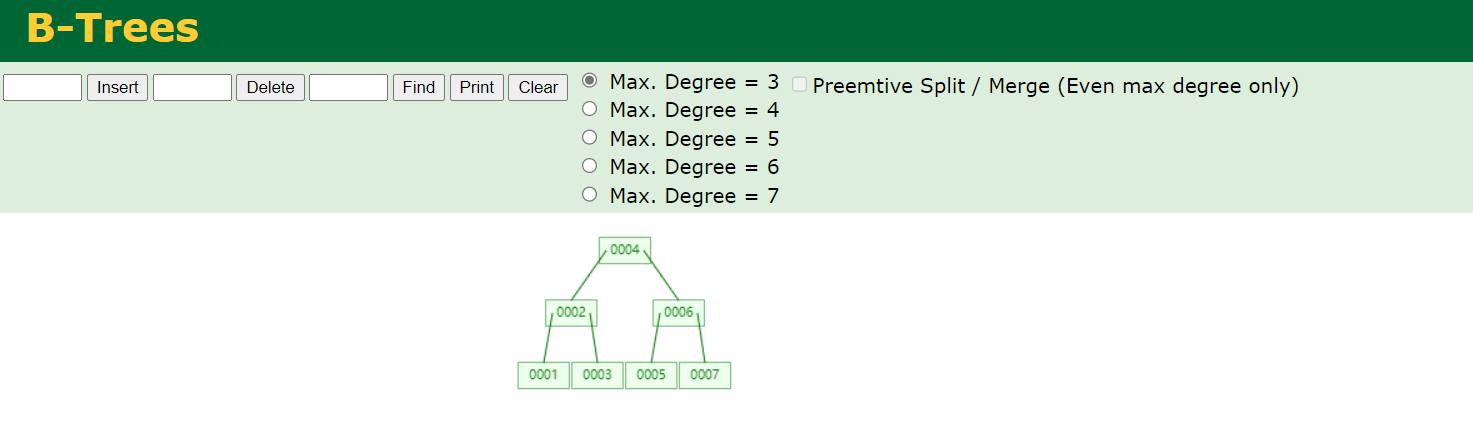 B-Trees
Insert Delete Find Print Clear
Max. Degree = 3
Max. Degree = 4
Max. Degree = 5
Max. Degree = 6
Max. Degree = 7
Preemtive Split / Merge (Even max degree only)
0004
0002 0006
0001 0003 0005 0007